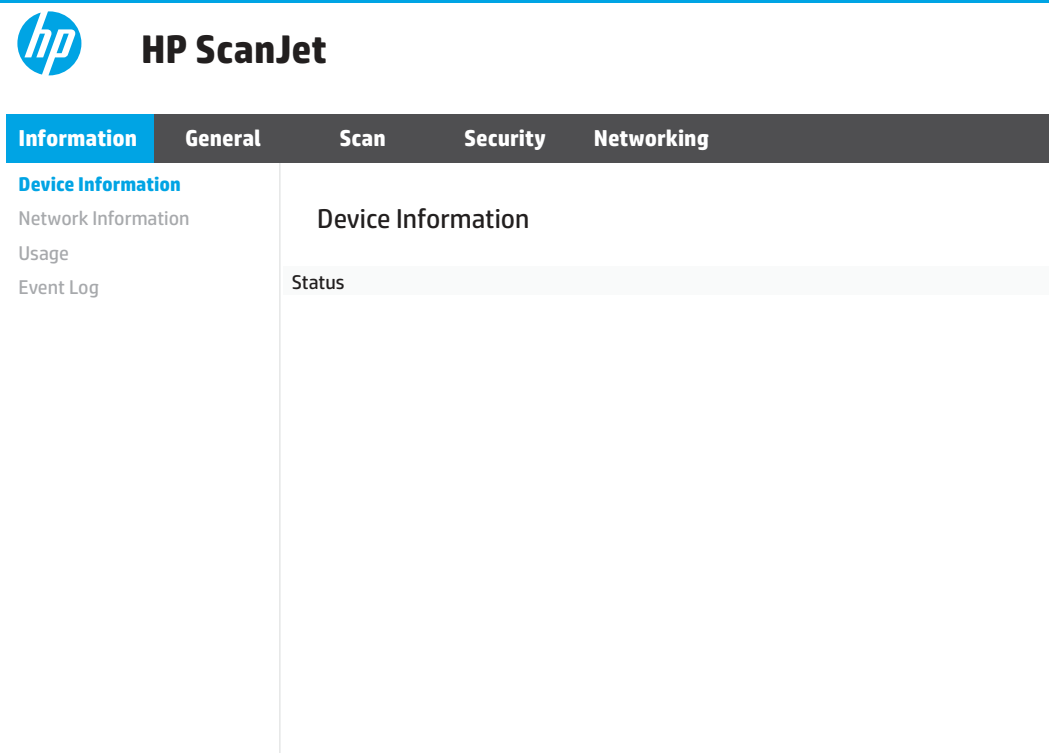 hp
HP ScanJet
Information General Scan Security Networking
Device Information
Network Information
Usage
Event Log
Device Information
Status